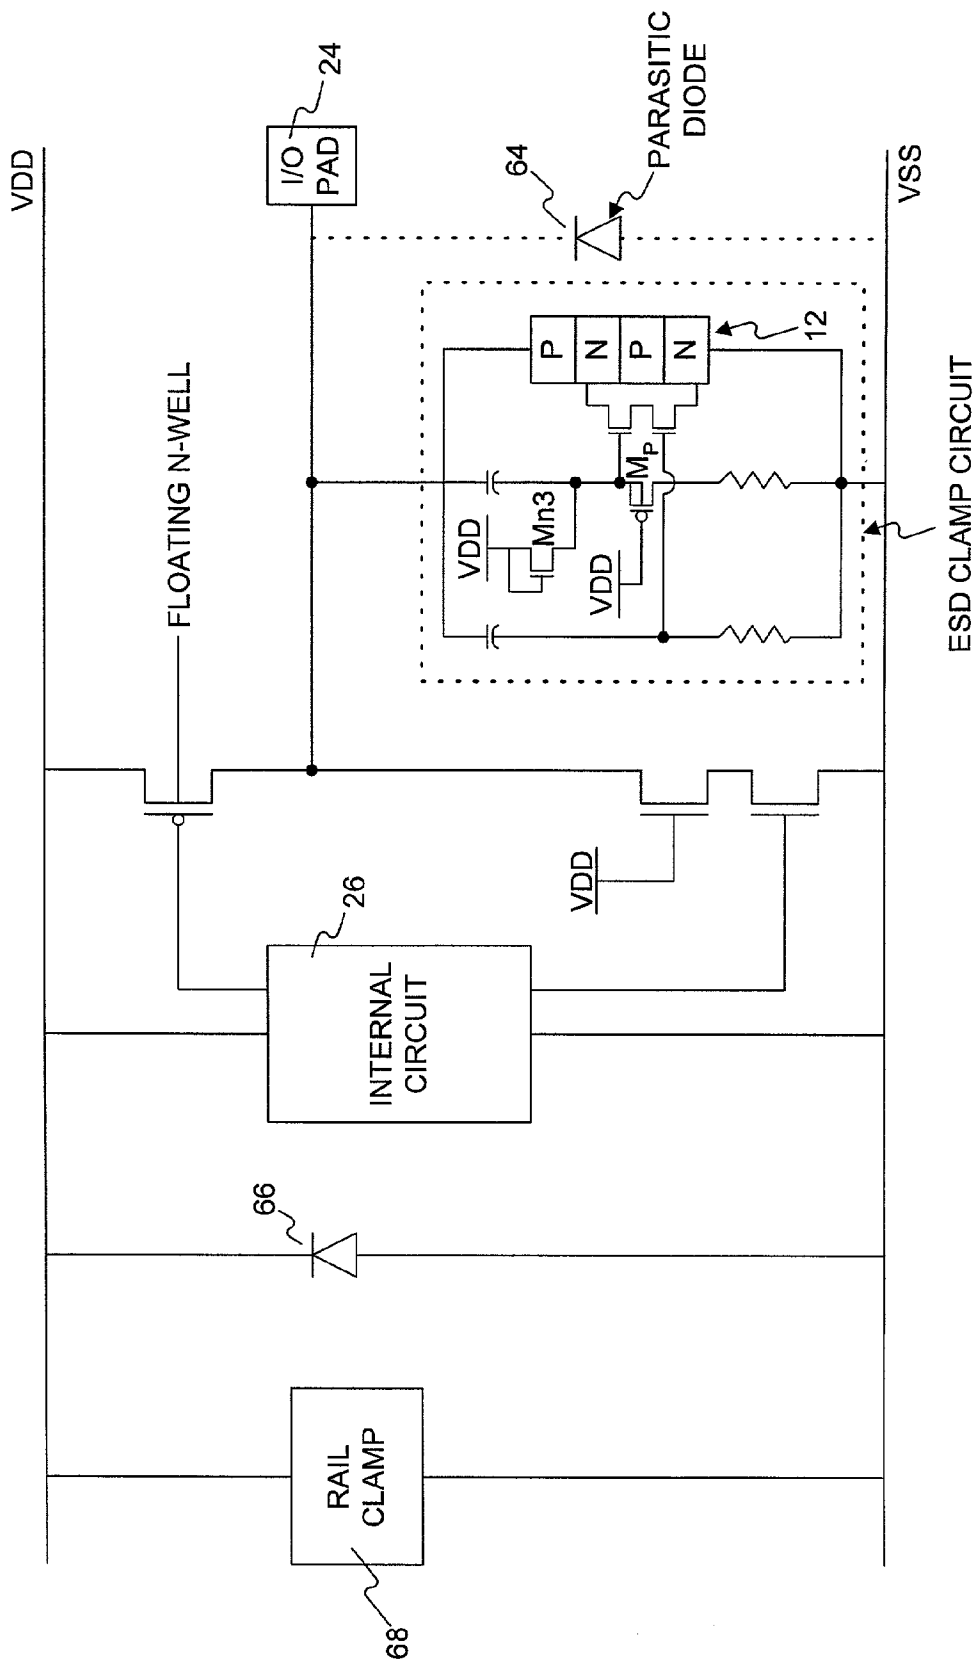 VDD
24
I/O
PAD
FLOATING N-WELL
64
PARASITIC
DIODE
VSS
P
N
P
N
12
VDD
Mn3
VDD
MP
ESD CLAMP CIRCUIT
VDD
26
INTERNAL
CIRCUIT
66
RAIL
CLAMP
68